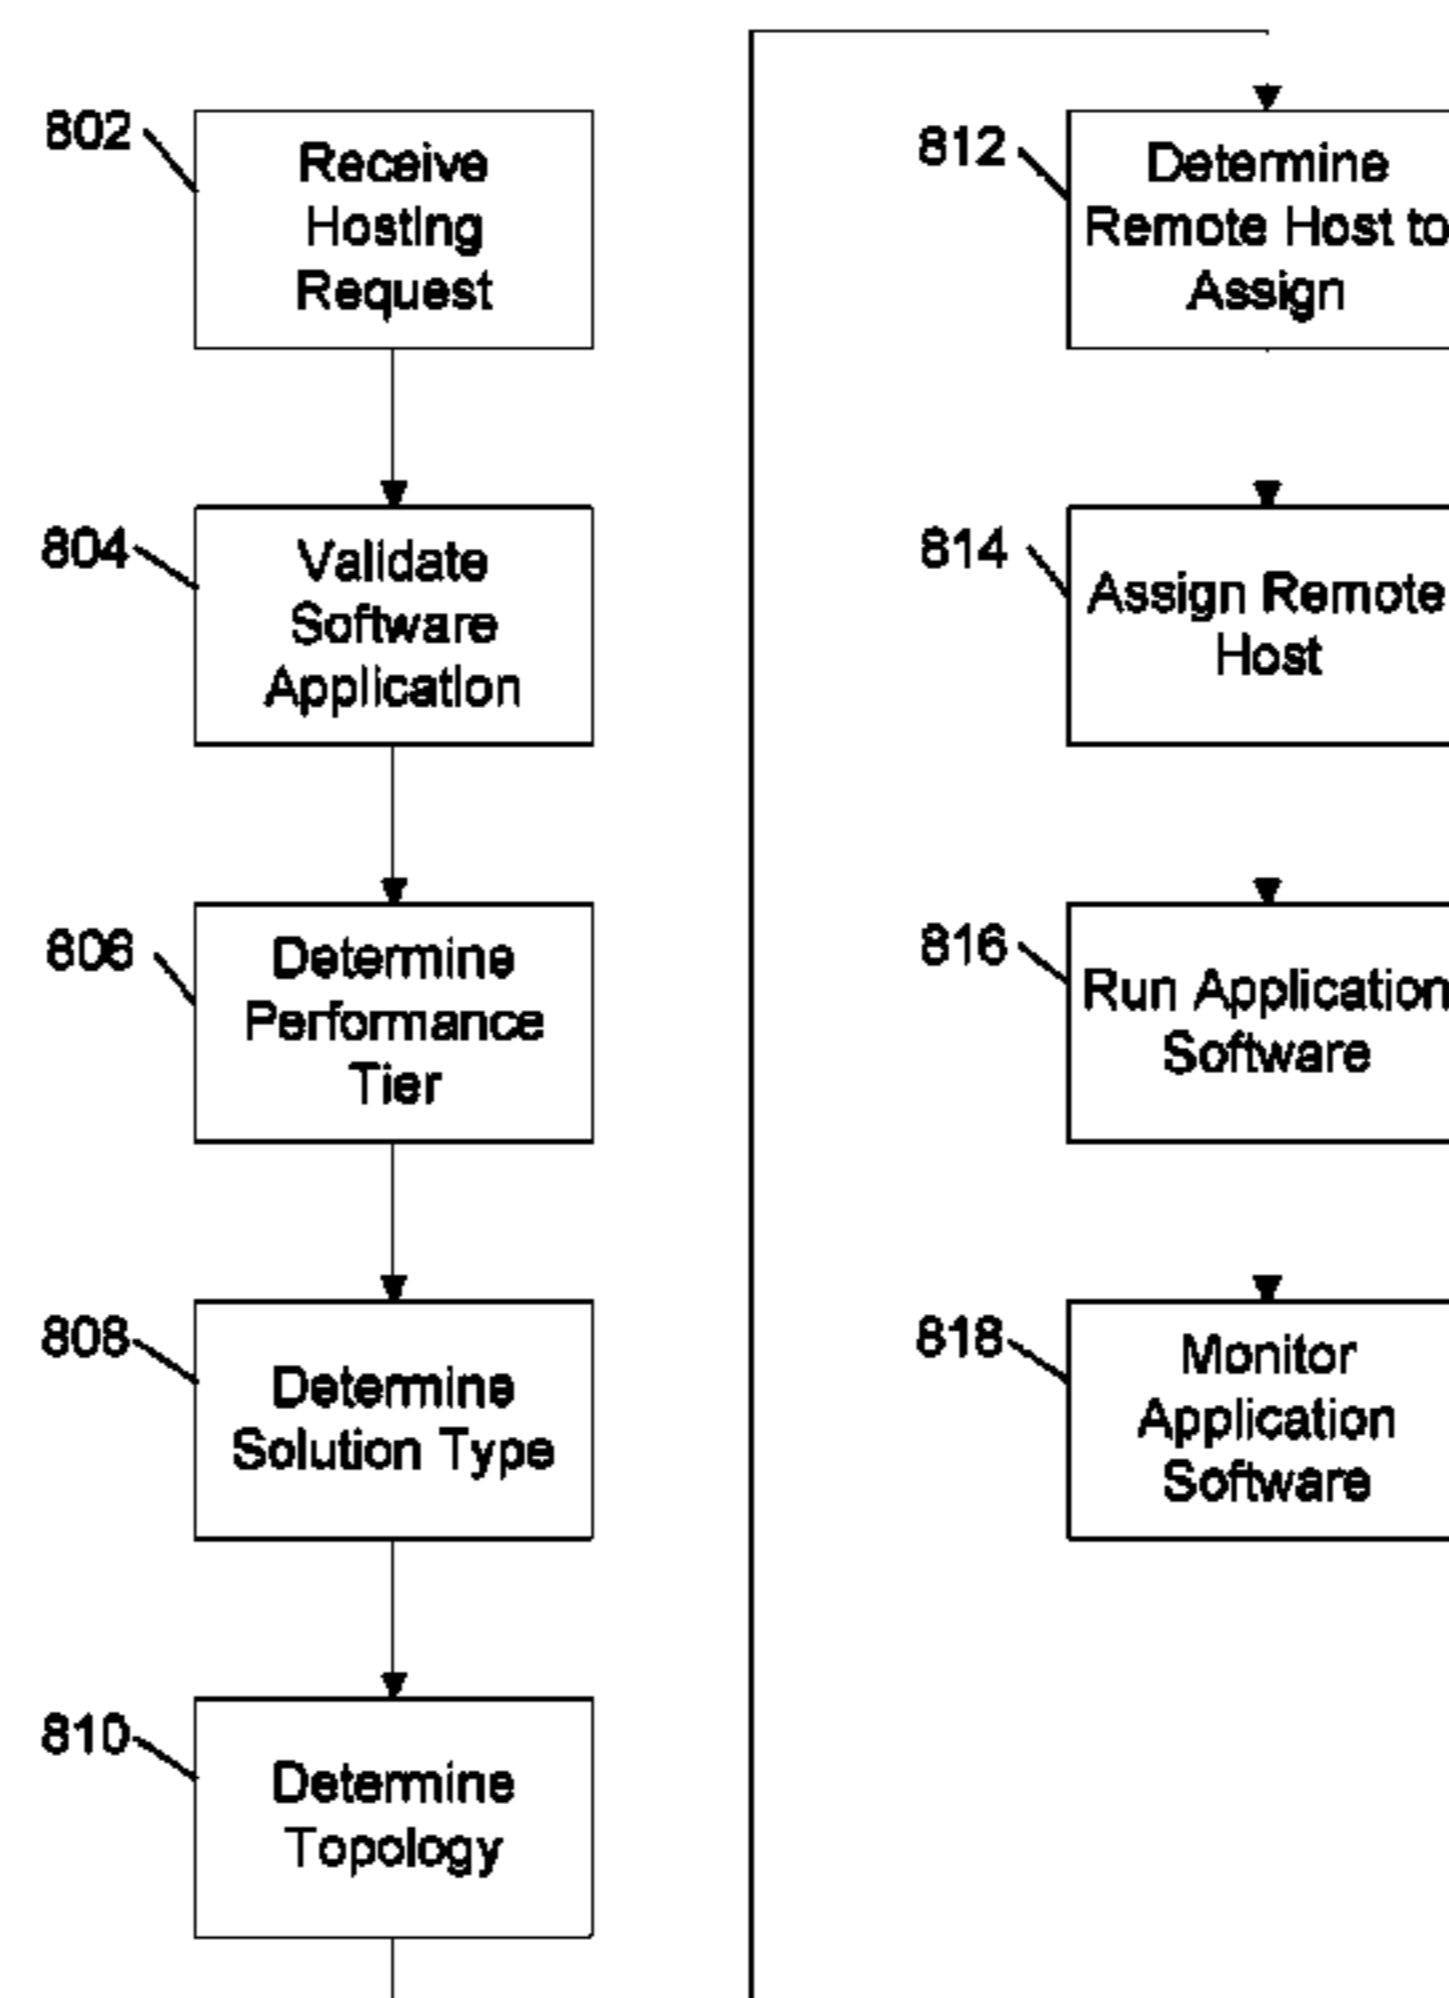 802
Receive
Hosting
Request
804
Validate
Software
Application
806
Determine
Performance
Tier
808
Determine
Solution Type
810
Determine
Topology
812
Determine
Remote Host to
Assign
814
Assign Remote
Host
816
Run Application
Software
818
Monitor
Application
Software